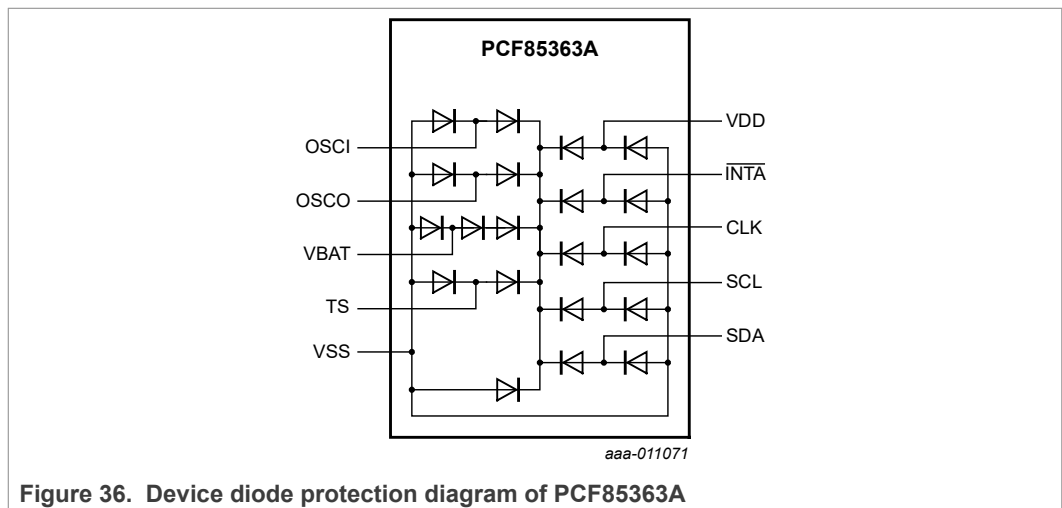 PCF85363A
OSCI
OSCO
VBAT
TS
VSS
VDD
INTA
CLK
SCL
SDA
aaa-011071
Figure 36. Device diode protection diagram of PCF85363A